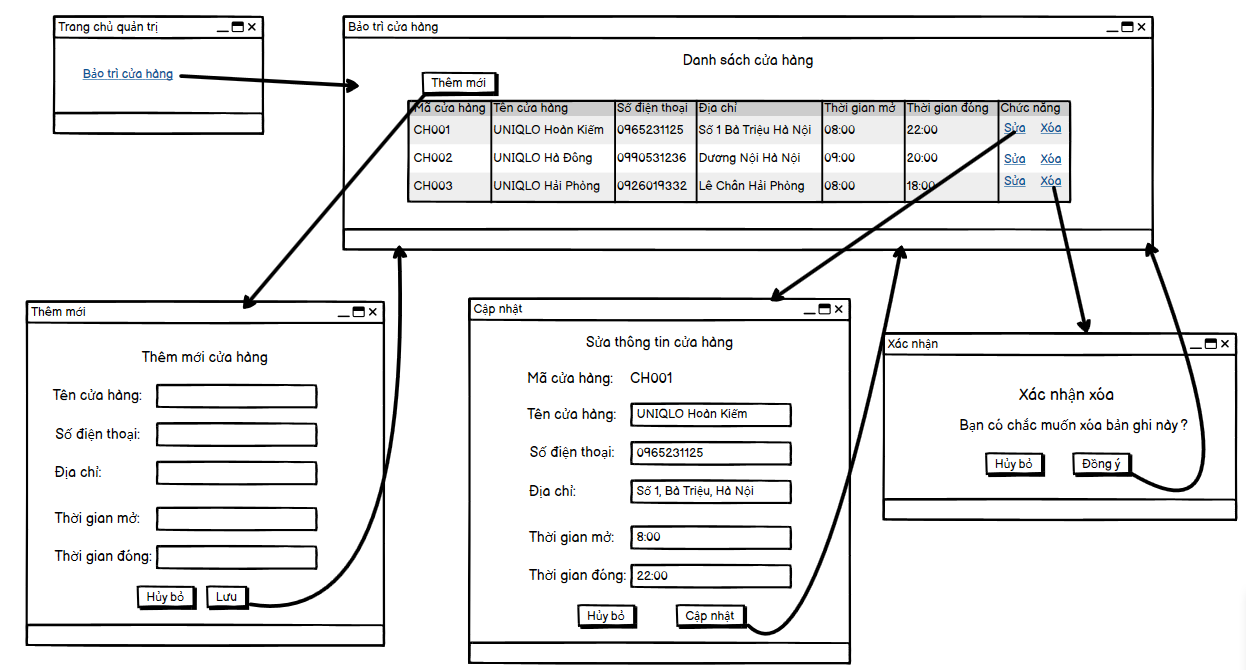 Trang chủ quản trị
Bảo trì cửa hàng
Bảo trì cửa hàng
Danh sách cửa hàng
Thêm mới
Mã cửa hàng Tên cửa hàng Số điện thoại Địa chỉ Thời gian mở Thời gian đóng Chức năng
CH001 UNIQLO Hoàn Kiếm 0965231125 Số 1 Bà Triệu Hà Nội 08:00 22:00 Sửa Xóa
CH002 UNIQLO Hà Đông 0990531236 Dương Nội Hà Nội 09:00 20:00 Sửa Xóa
CH003 UNIQLO Hải Phòng 0926019332 Lê Chân Hải Phòng 08:00 18:00 Sửa Xóa
Thêm mới
Thêm mới cửa hàng
Tên cửa hàng:
Số điện thoại:
Địa chỉ:
Thời gian mở:
Thời gian đóng:
Hủy bỏ Lưu
Cập nhật
Sửa thông tin cửa hàng
Mã cửa hàng: CH001
Tên cửa hàng: UNIQLO Hoàn Kiếm
Số điện thoại: 0965231125
Địa chỉ: Số 1, Bà Triệu, Hà Nội
Thời gian mở: 8:00
Thời gian đóng: 22:00
Hủy bỏ Cập nhật
Xác nhận
Xác nhận xóa
Bạn có chắc muốn xóa bản ghi này ?
Hủy bỏ Đồng ý